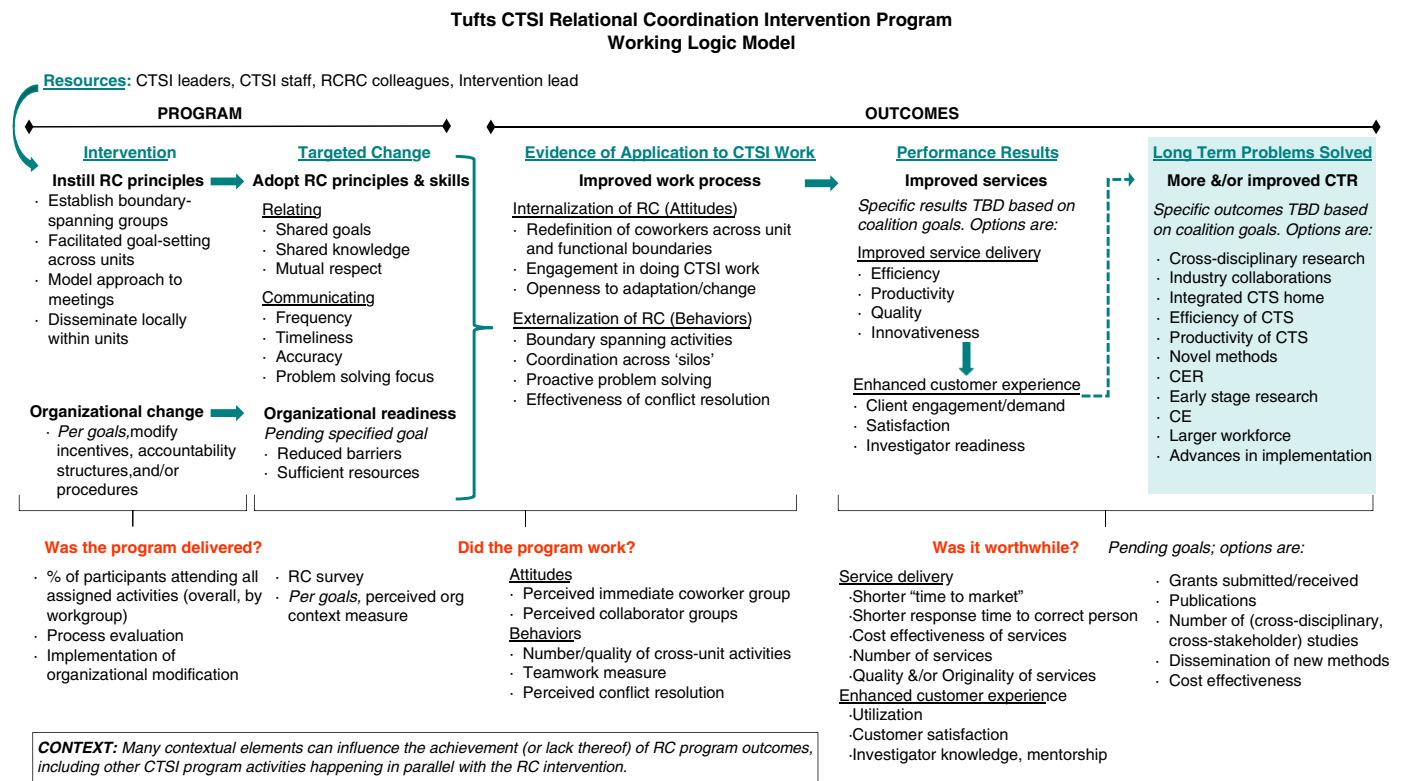 Tufts CTSI Relational Coordination Intervention Program
Working Logic Model
Resources: CTSI leaders, CTSI staff, RCRC colleagues, Intervention lead
PROGRAM
OUTCOMES
Intervention
Instill RC principles
· Establish boundary-
spanning groups
· Facilitated goal-setting
across units
· Model approach to
meetings
· Disseminate locally
within units
Organizational change
· Per goals,modify
incentives, accountability
structures,and/or
procedures
Targeted Change
Adopt RC principles & skills
Relating
· Shared goals
· Shared knowledge
· Mutual respect
Communicating
· Frequency
· Timeliness
· Accuracy
· Problem solving focus
Organizational readiness
Pending specified goal
· Reduced barriers
· Sufficient resources
Evidence of Application to CTSI Work
Improved work process
Internalization of RC (Attitudes)
· Redefinition of coworkers across unit
and functional boundaries
· Engagement in doing CTSI work
· Openness to adaptation/change
Externalization of RC (Behaviors)
· Boundary spanning activities
· Coordination across ‘silos’
· Proactive problem solving
· Effectiveness of conflict resolution
Performance Results
Improved services
Specific results TBD based on
coalition goals. Options are:
Improved service delivery
· Efficiency
· Productivity
· Quality
· Innovativeness
Enhanced customer experience
· Client engagement/demand
· Satisfaction
· Investigator readiness
Long Term Problems Solved
More &/or improved CTR
Specific outcomes TBD based
on coalition goals. Options are:
· Cross-disciplinary research
· Industry collaborations
· Integrated CTS home
· Efficiency of CTS
· Productivity of CTS
· Novel methods
· CER
· Early stage research
· CE
· Larger workforce
· Advances in implementation
Was the program delivered?
· % of participants attending all
assigned activities (overall, by
workgroup)
· Process evaluation
· Implementation of
organizational modification
Did the program work?
· RC survey
· Per goals, perceived org
context measure
Attitudes
· Perceived immediate coworker group
· Perceived collaborator groups
Behaviors
· Number/quality of cross-unit activities
· Teamwork measure
· Perceived conflict resolution
Was it worthwhile?
Pending goals; options are:
Service delivery
·Shorter “time to market”
·Shorter response time to correct person
·Cost effectiveness of services
·Number of services
·Quality &/or Originality of services
Enhanced customer experience
·Utilization
·Customer satisfaction
·Investigator knowledge, mentorship
· Grants submitted/received
· Publications
· Number of (cross-disciplinary,
cross-stakeholder) studies
· Dissemination of new methods
· Cost effectiveness
CONTEXT: Many contextual elements can influence the achievement (or lack thereof) of RC program outcomes,
including other CTSI program activities happening in parallel with the RC intervention.